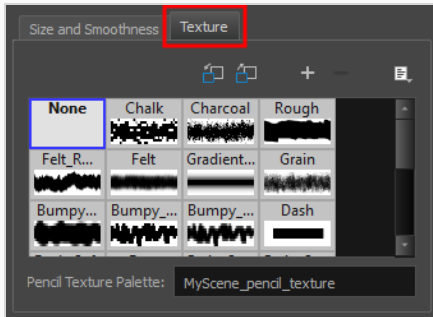 Size and Smoothness Texture
None Chalk Charcoal Rough
Felt_R... Felt Gradient... Grain
Bumpy... Bumpy_... Bumpy_... Dash
Pencil Texture Palette: MyScene_pencil_texture